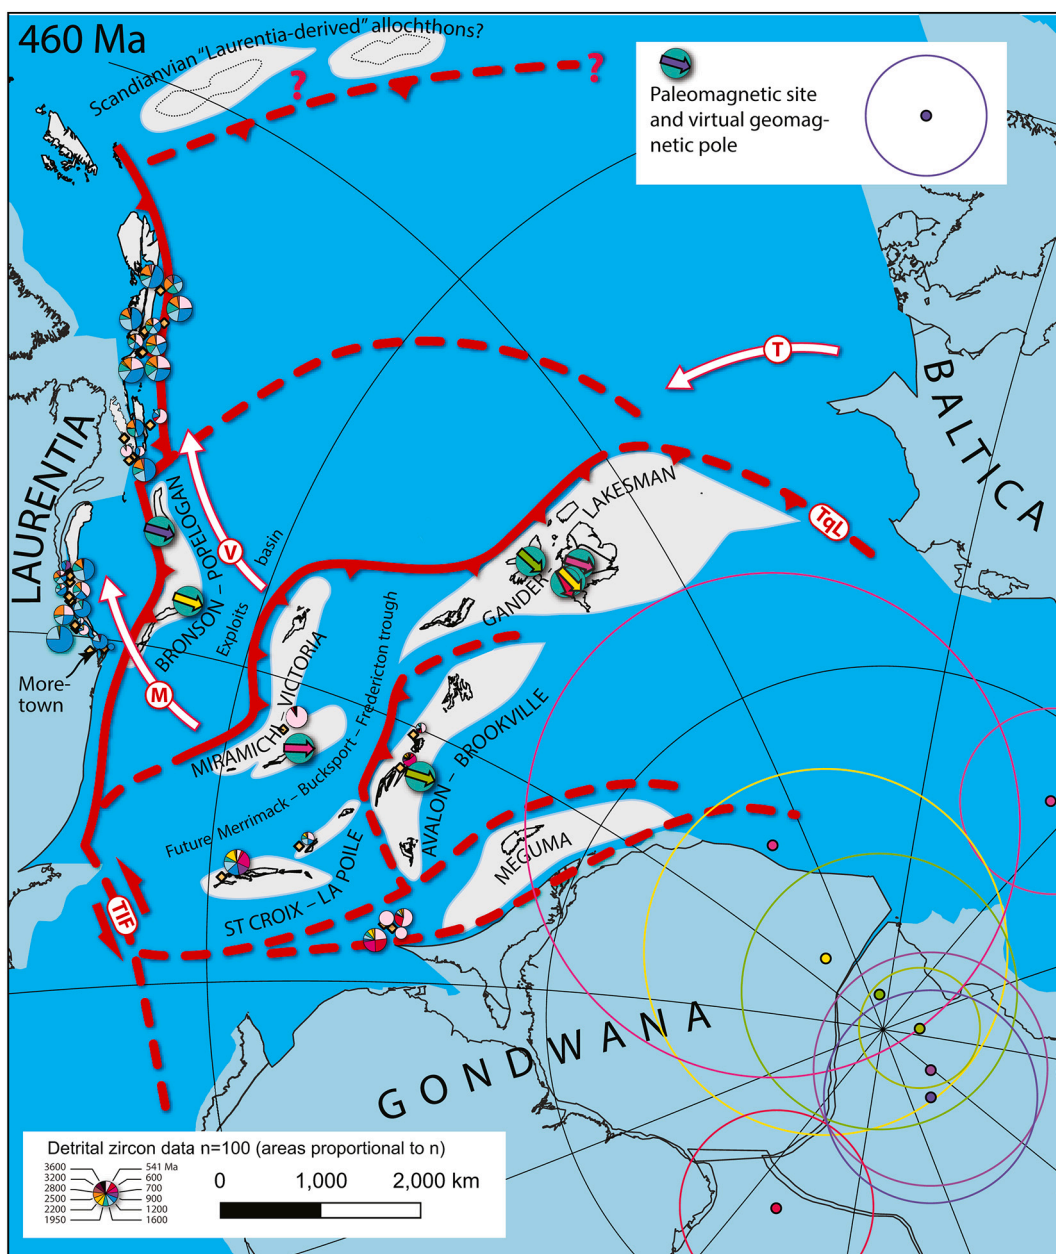 460 Ma
Scandianvian "Laurentia-derived" allochthons?
?
?
Paleomagnetic site
and virtual geomag-
netic pole
T
BALTICA
LAURENTIA
LAKESMAN
GANDER
TqL
BRONSON – POPELOGAN
V
Exploits
basin
M
More-
town
MIRAMICHI – VICTORIA
Future Merrimack – Bucksport – Fredericton trough
AVALON – BROOKVILLE
MEGUMA
ST CROIX – LA POILE
TIF
GONDWANA
Detrital zircon data n=100 (areas proportional to n)
3600
3200
2800
2500
2200
1950
541 Ma
600
700
900
1200
1600
0
1,000
2,000 km